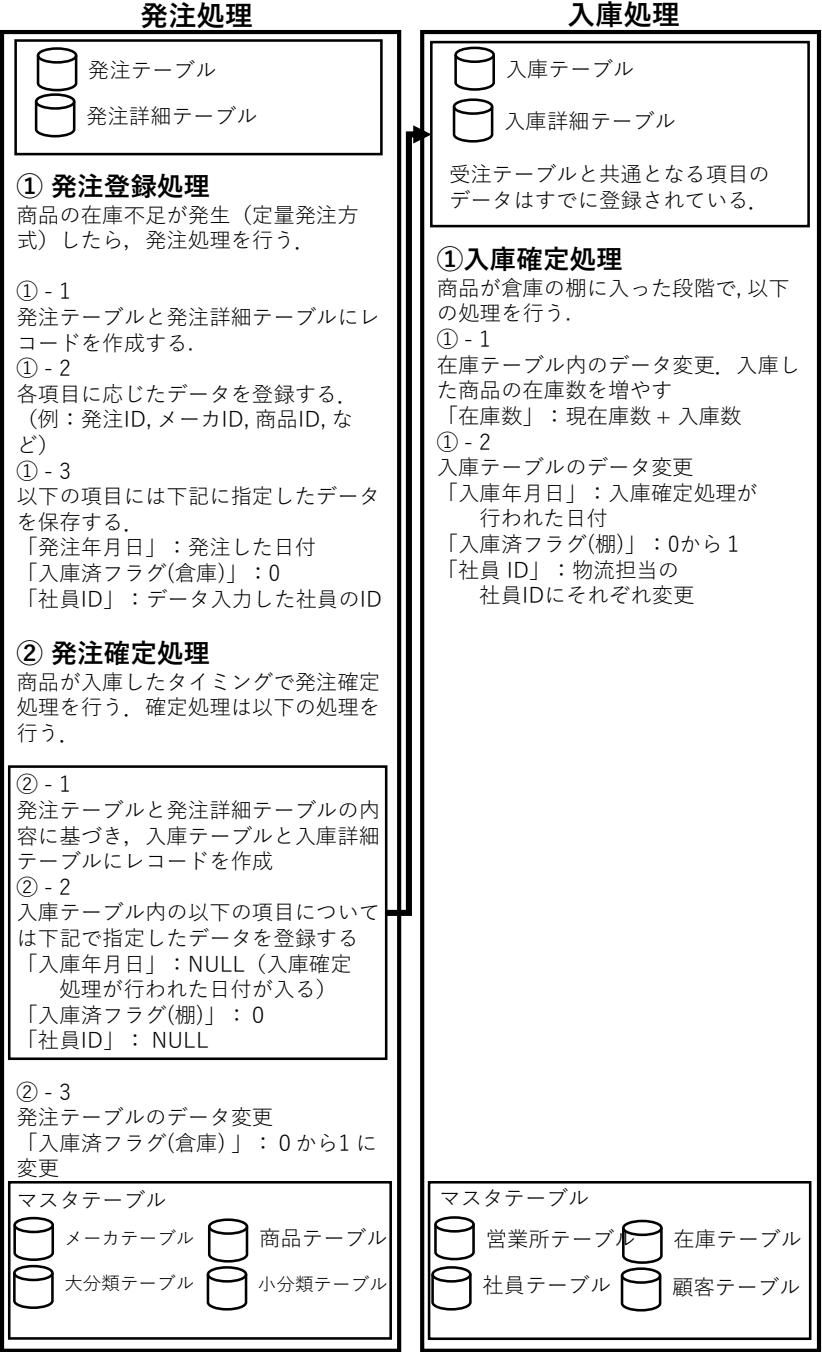 発注処理
発注テーブル
発注詳細テーブル
① 発注登録処理
商品の在庫不足が発生（定量発注方
式）したら，発注処理を行う．
① - 1
発注テーブルと発注詳細テーブルにレ
コードを作成する.
① - 2
各項目に応じたデータを登録する．
（例：発注ID, メーカID, 商品ID, な
ど）
① - 3
以下の項目には下記に指定したデータ
を保存する．
「発注年月日」：発注した日付
「入庫済フラグ(倉庫)」：0
「社員ID」：データ入力した社員のID
② 発注確定処理
商品が入庫したタイミングで発注確定
処理を行う．確定処理は以下の処理を
行う．
② - 1
発注テーブルと発注詳細テーブルの内
容に基づき，入庫テーブルと入庫詳細
テーブルにレコードを作成
② - 2
入庫テーブル内の以下の項目について
は下記で指定したデータを登録する
「入庫年月日」：NULL（入庫確定
処理が行われた日付が入る）
「入庫済フラグ(棚)」：0
「社員ID」：NULL
② - 3
発注テーブルのデータ変更
「入庫済フラグ(倉庫) 」：０から1 に
変更
マスタテーブル
メーカテーブル 商品テーブル
大分類テーブル 小分類テーブル
入庫処理
入庫テーブル
入庫詳細テーブル
受注テーブルと共通となる項目の
データはすでに登録されている．
①入庫確定処理
商品が倉庫の棚に入った段階で, 以下
の処理を行う．
① - 1
在庫テーブル内のデータ変更．入庫し
た商品の在庫数を増やす
「在庫数」：現在庫数 + 入庫数
① - 2
入庫テーブルのデータ変更
「入庫年月日」：入庫確定処理が
行われた日付
「入庫済フラグ(棚)」：0から 1
「社員 ID」：物流担当の
社員IDにそれぞれ変更
マスタテーブル
営業所テーブル 在庫テーブル
社員テーブル 顧客テーブル